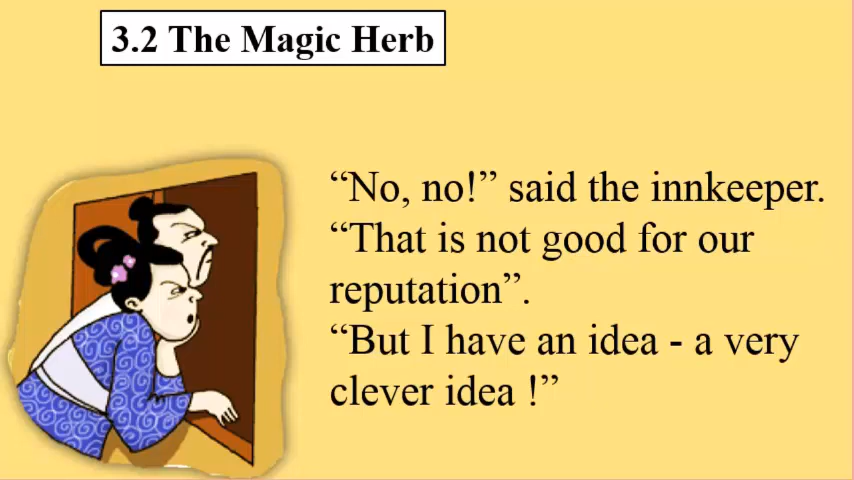 3.2 The Magic Herb
“No, no!” said the innkeeper.
“That is not good for our
reputation”.
“But I have an idea - a very
clever idea !”